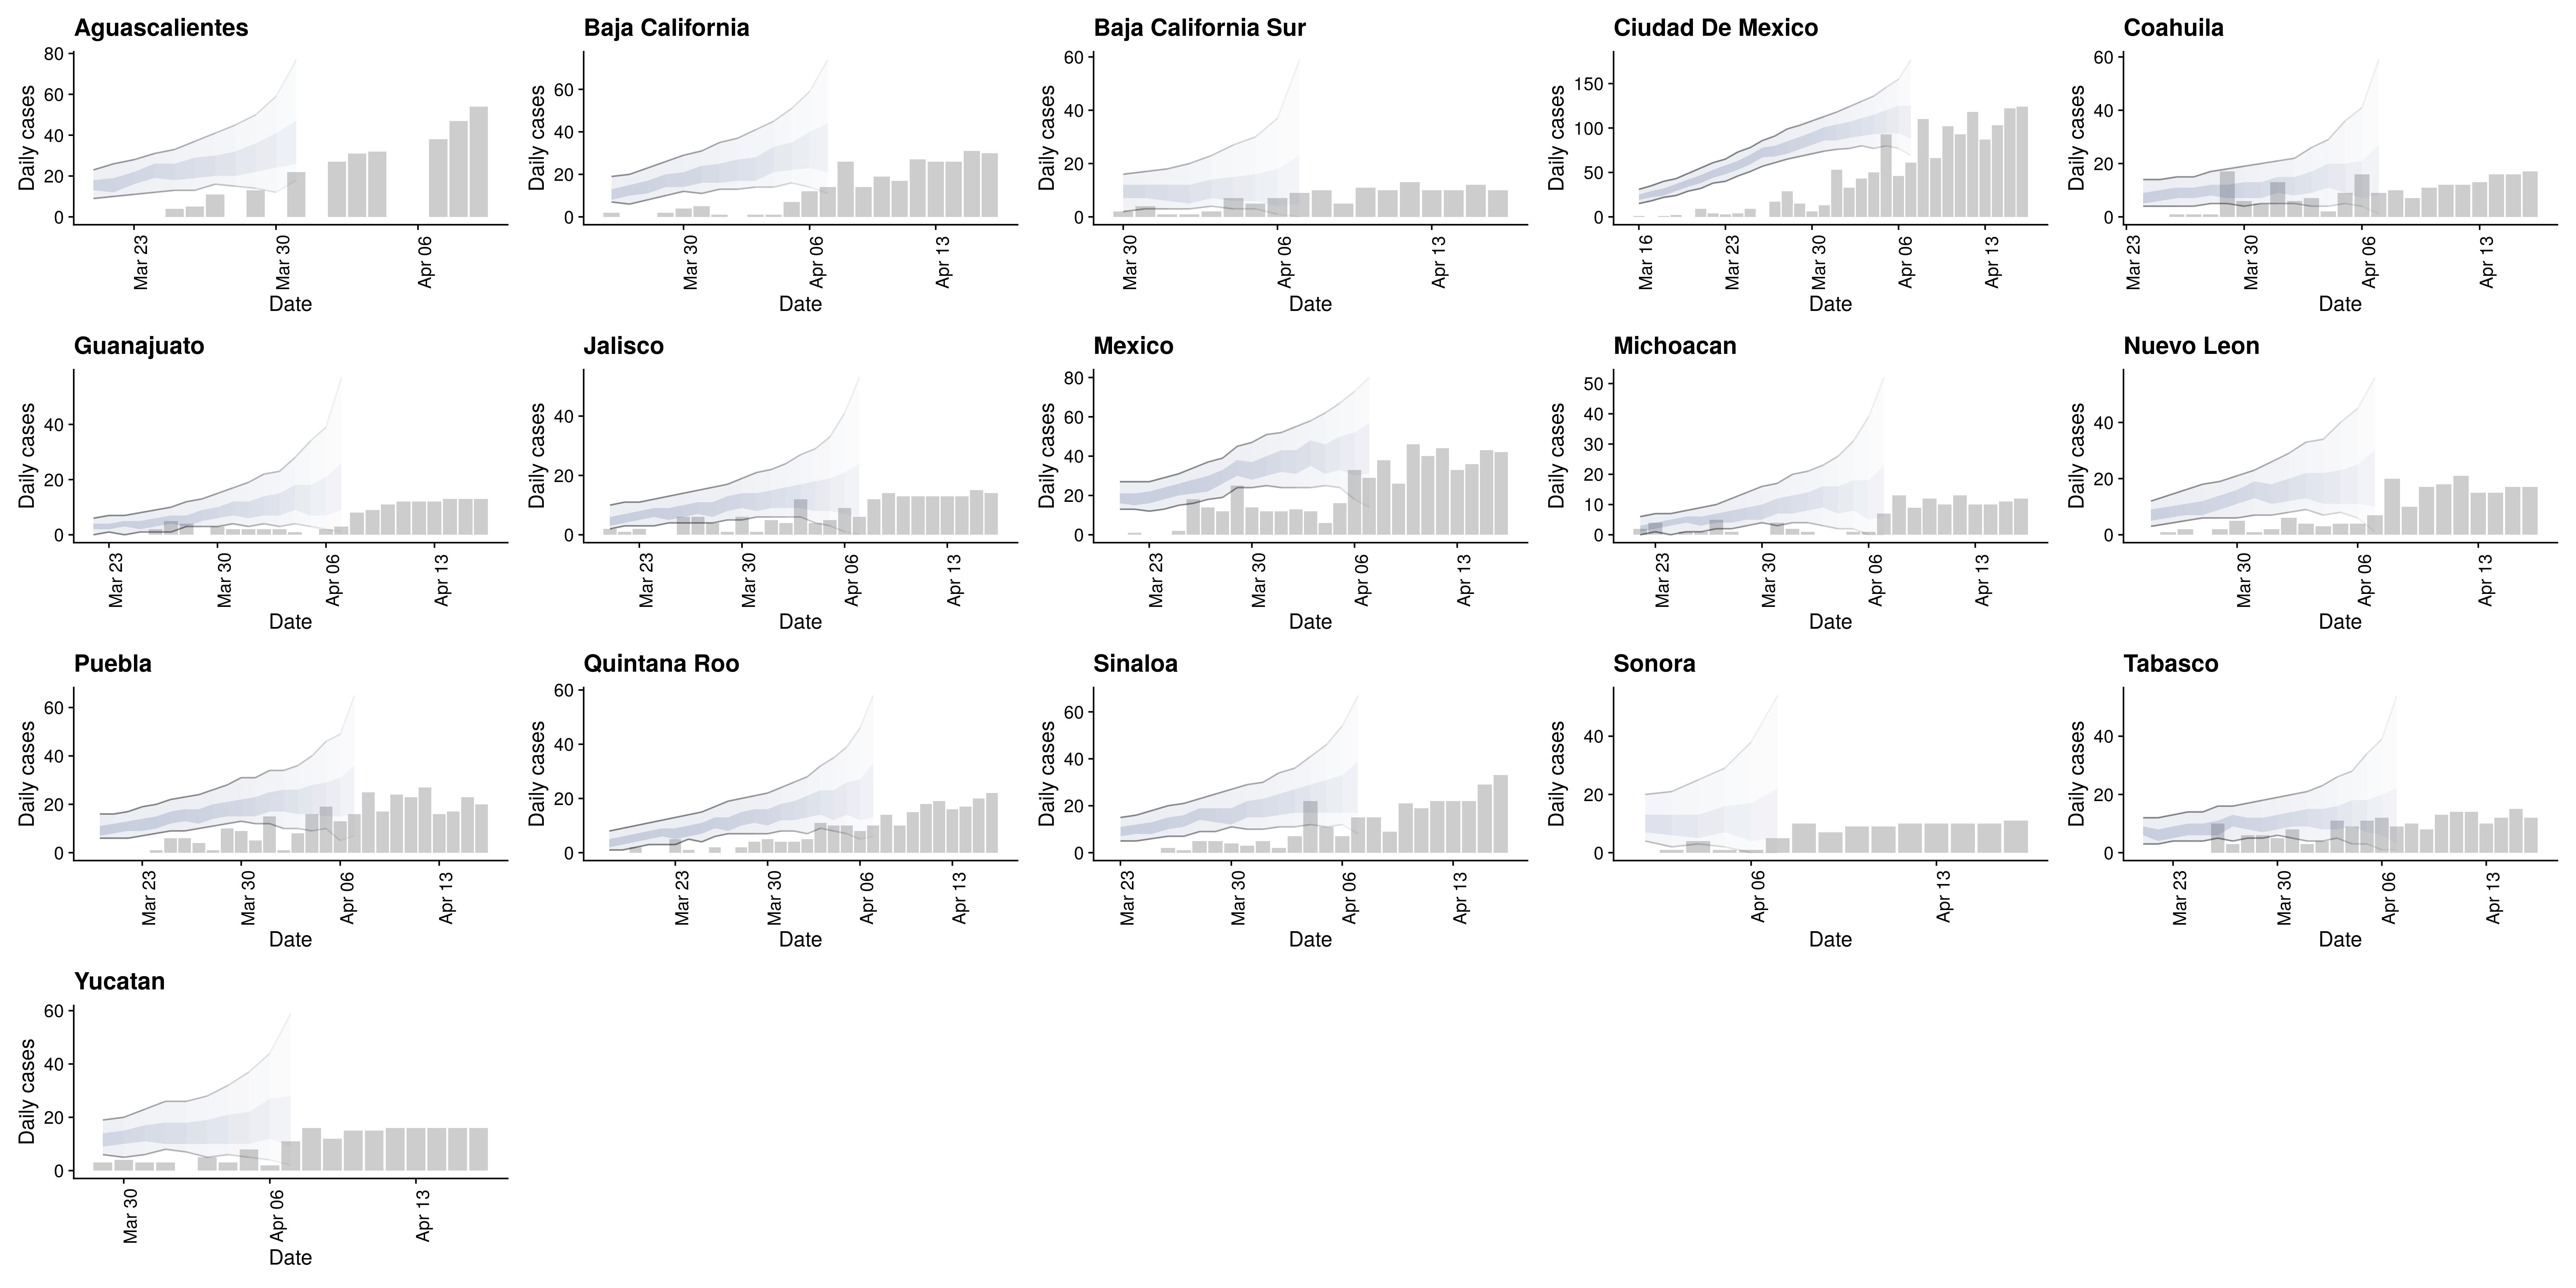 Aguascalientes
Daily cases
80
60
40
20
0
Mar 23
Mar 30
Apr 06
Date
Baja California
Daily cases
60
40
20
0
Mar 30
Apr 06
Apr 13
Date
Baja California Sur
Daily cases
60
40
20
0
Mar 30
Apr 06
Apr 13
Date
Ciudad De Mexico
Daily cases
150
100
50
0
Mar 16
Mar 23
Mar 30
Apr 06
Apr 13
Date
Coahuila
Daily cases
60
40
20
0
Mar 23
Mar 30
Apr 06
Apr 13
Date
Guanajuato
Daily cases
40
20
0
Mar 23
Mar 30
Apr 06
Apr 13
Date
Jalisco
Daily cases
40
20
0
Mar 23
Mar 30
Apr 06
Apr 13
Date
Mexico
Daily cases
80
60
40
20
0
Mar 23
Mar 30
Apr 06
Apr 13
Date
Michoacan
Daily cases
50
40
30
20
10
0
Mar 23
Mar 30
Apr 06
Apr 13
Date
Nuevo Leon
Daily cases
40
20
0
Mar 30
Apr 06
Apr 13
Date
Puebla
Daily cases
60
40
20
0
Mar 23
Mar 30
Apr 06
Apr 13
Date
Quintana Roo
Daily cases
60
40
20
0
Mar 23
Mar 30
Apr 06
Apr 13
Date
Sinaloa
Daily cases
60
40
20
0
Mar 23
Mar 30
Apr 06
Apr 13
Date
Sonora
Daily cases
40
20
0
Apr 06
Apr 13
Date
Tabasco
Daily cases
40
20
0
Mar 23
Mar 30
Apr 06
Apr 13
Date
Yucatan
Daily cases
60
40
20
0
Mar 30
Apr 06
Apr 13
Date